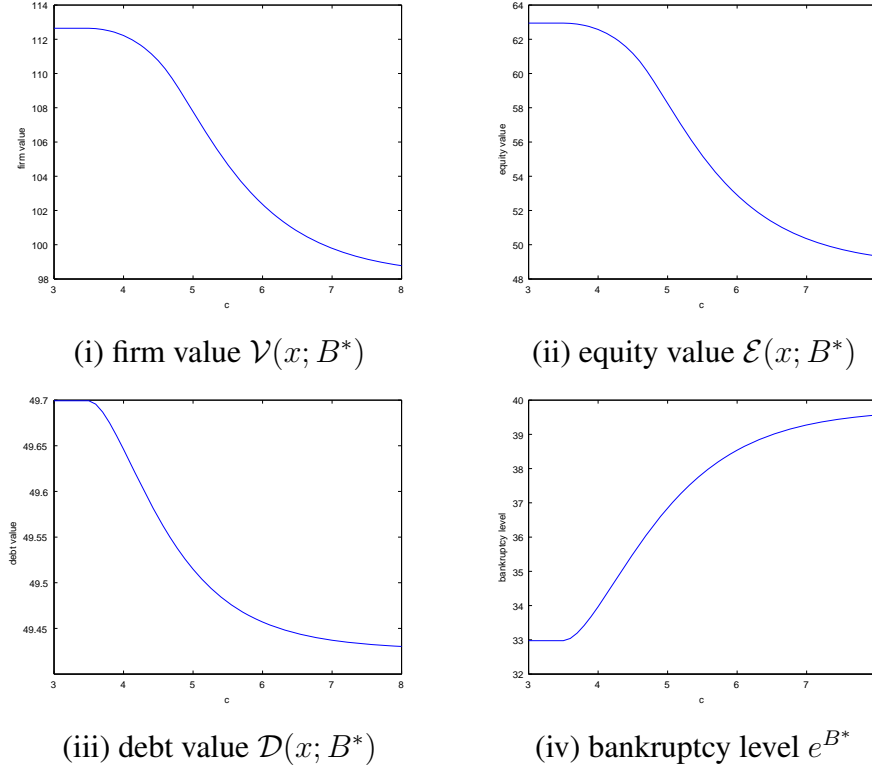 114
112
110
108
106
104
102
100
98
firm value
3 4 5 6 7 8
c
(i) firm value 𝒱(x; B*)
64
62
60
58
56
54
52
50
48
equity value
3 4 5 6 7
c
(ii) equity value ℰ(x; B*)
49.7
49.65
49.6
49.55
49.5
49.45
debt value
3 4 5 6 7 8
c
(iii) debt value 𝒟(x; B*)
40
39
38
37
36
35
34
33
32
bankruptcy level
3 4 5 6 7
c
(iv) bankruptcy level e^{B*}